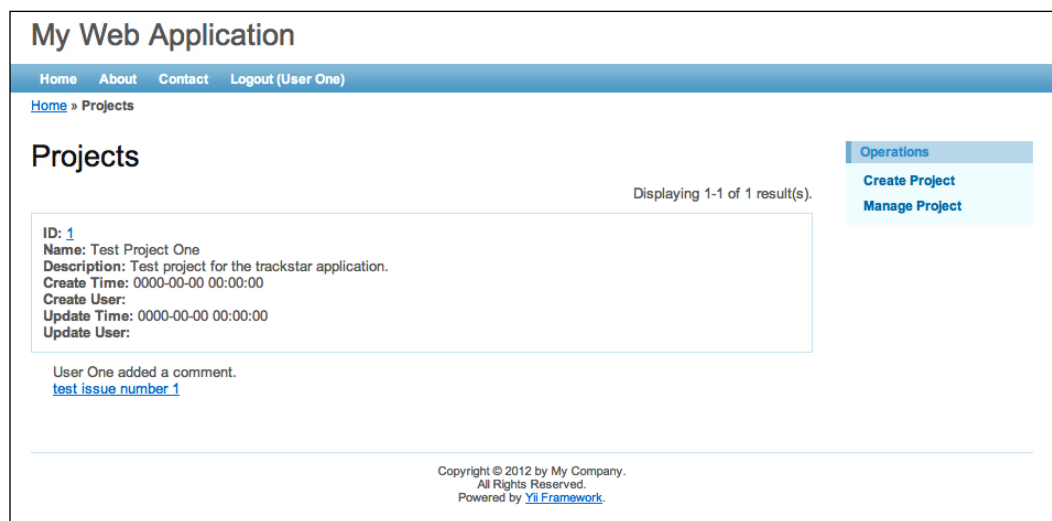 My Web Application
Home About Contact Logout (User One)
Home » Projects
Projects
Displaying 1-1 of 1 result(s).
ID: 1
Name: Test Project One
Description: Test project for the trackstar application.
Create Time: 0000-00-00 00:00:00
Create User:
Update Time: 0000-00-00 00:00:00
Update User:
User One added a comment.
test issue number 1
Operations
Create Project
Manage Project
Copyright © 2012 by My Company.
All Rights Reserved.
Powered by Yii Framework.